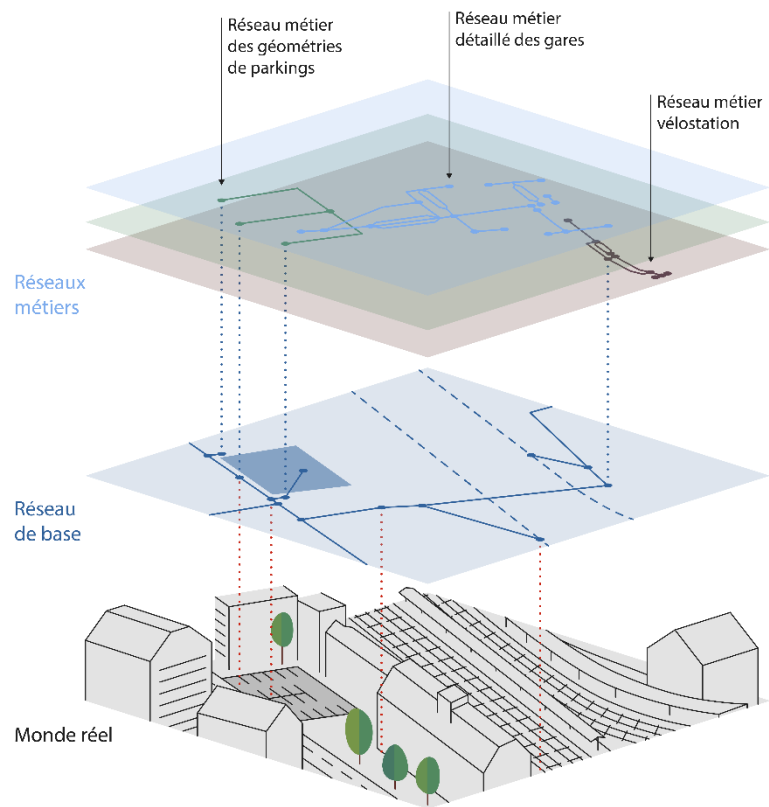 Réseau métier
des géométries
de parkings
Réseau métier
détaillé des gares
Réseau métier
vélostation
Réseaux
métiers
Réseau
de base
Monde réel